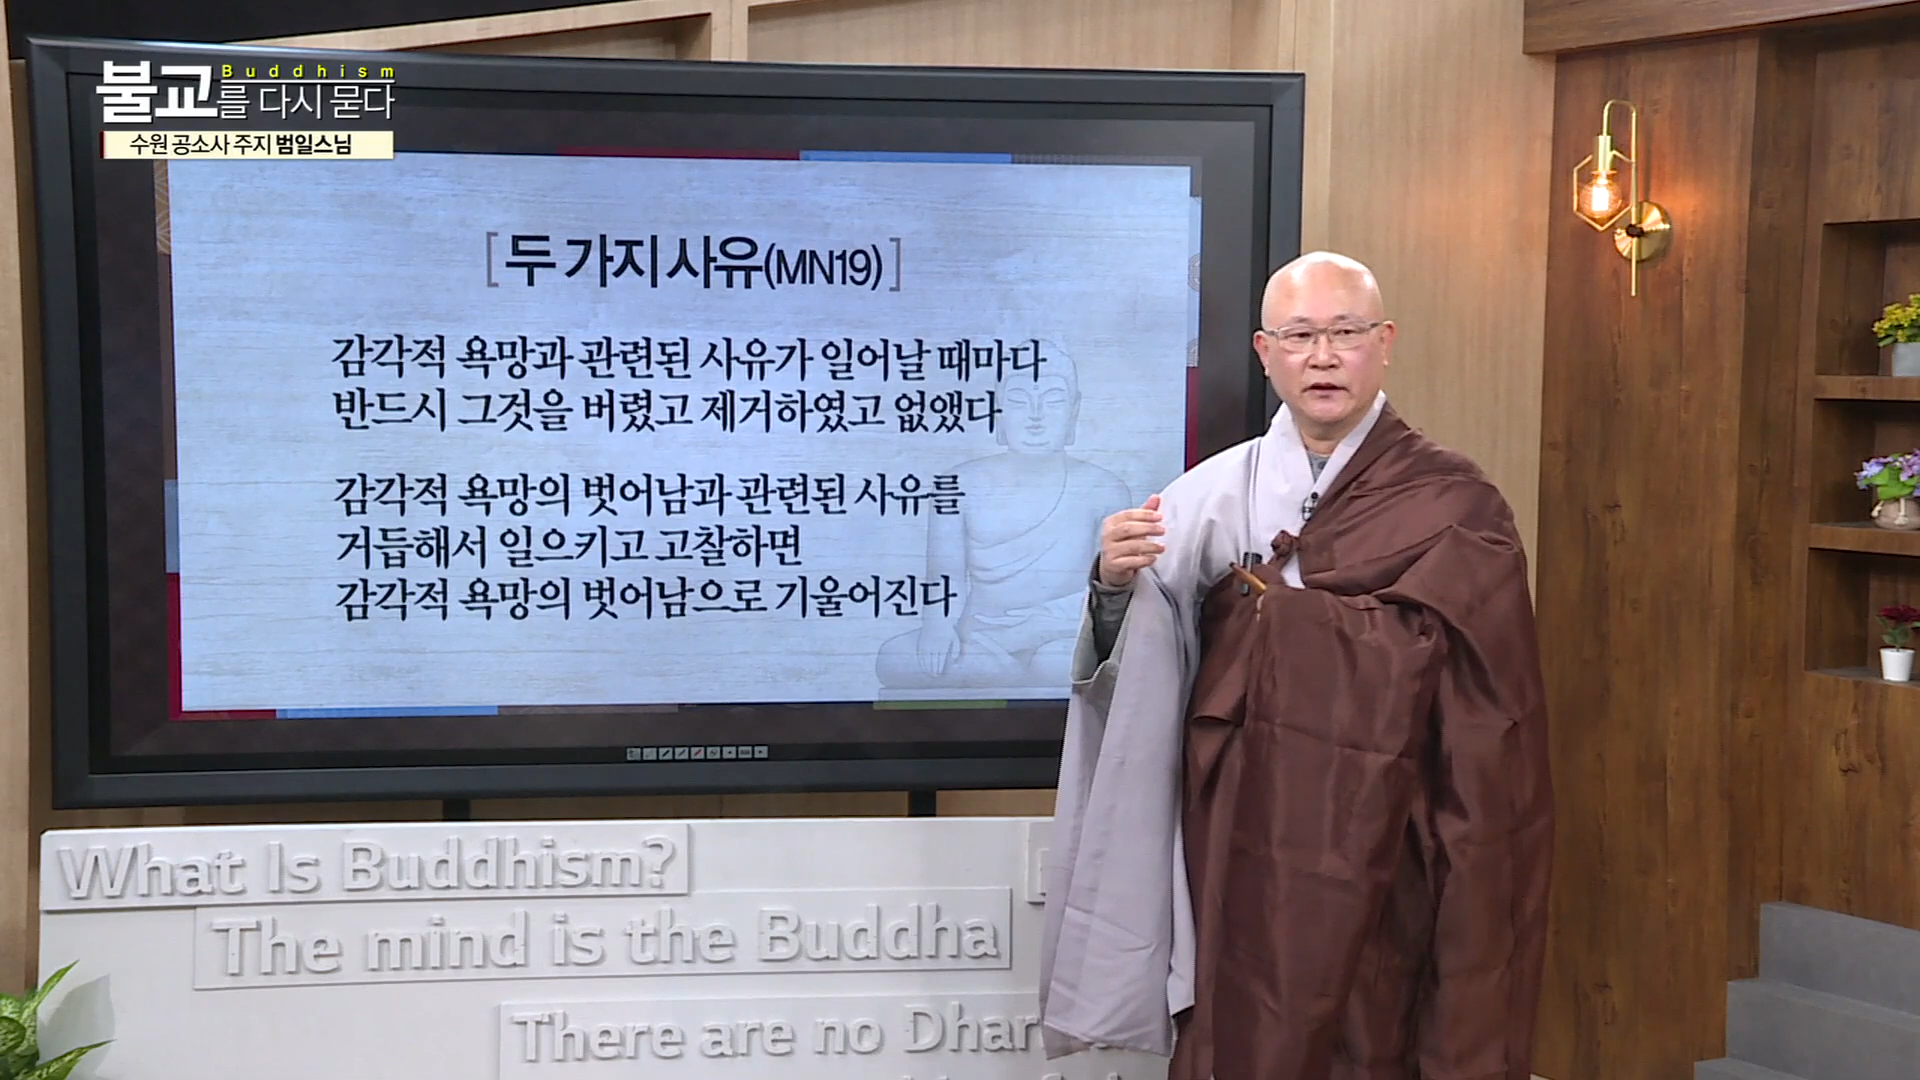 Buddhism
불교를 다시 묻다
수원 공소사 주지 범일스님
[두 가지 사유(MN19)]
감각적 욕망과 관련된 사유가 일어날 때마다
반드시 그것을 버렸고 제거하였고 없앴다
감각적 욕망의 벗어남과 관련된 사유를
거듭해서 일으키고 고찰하면
감각적 욕망의 벗어남으로 기울어진다
What Is Buddhism?
The mind is the Buddha
There are no